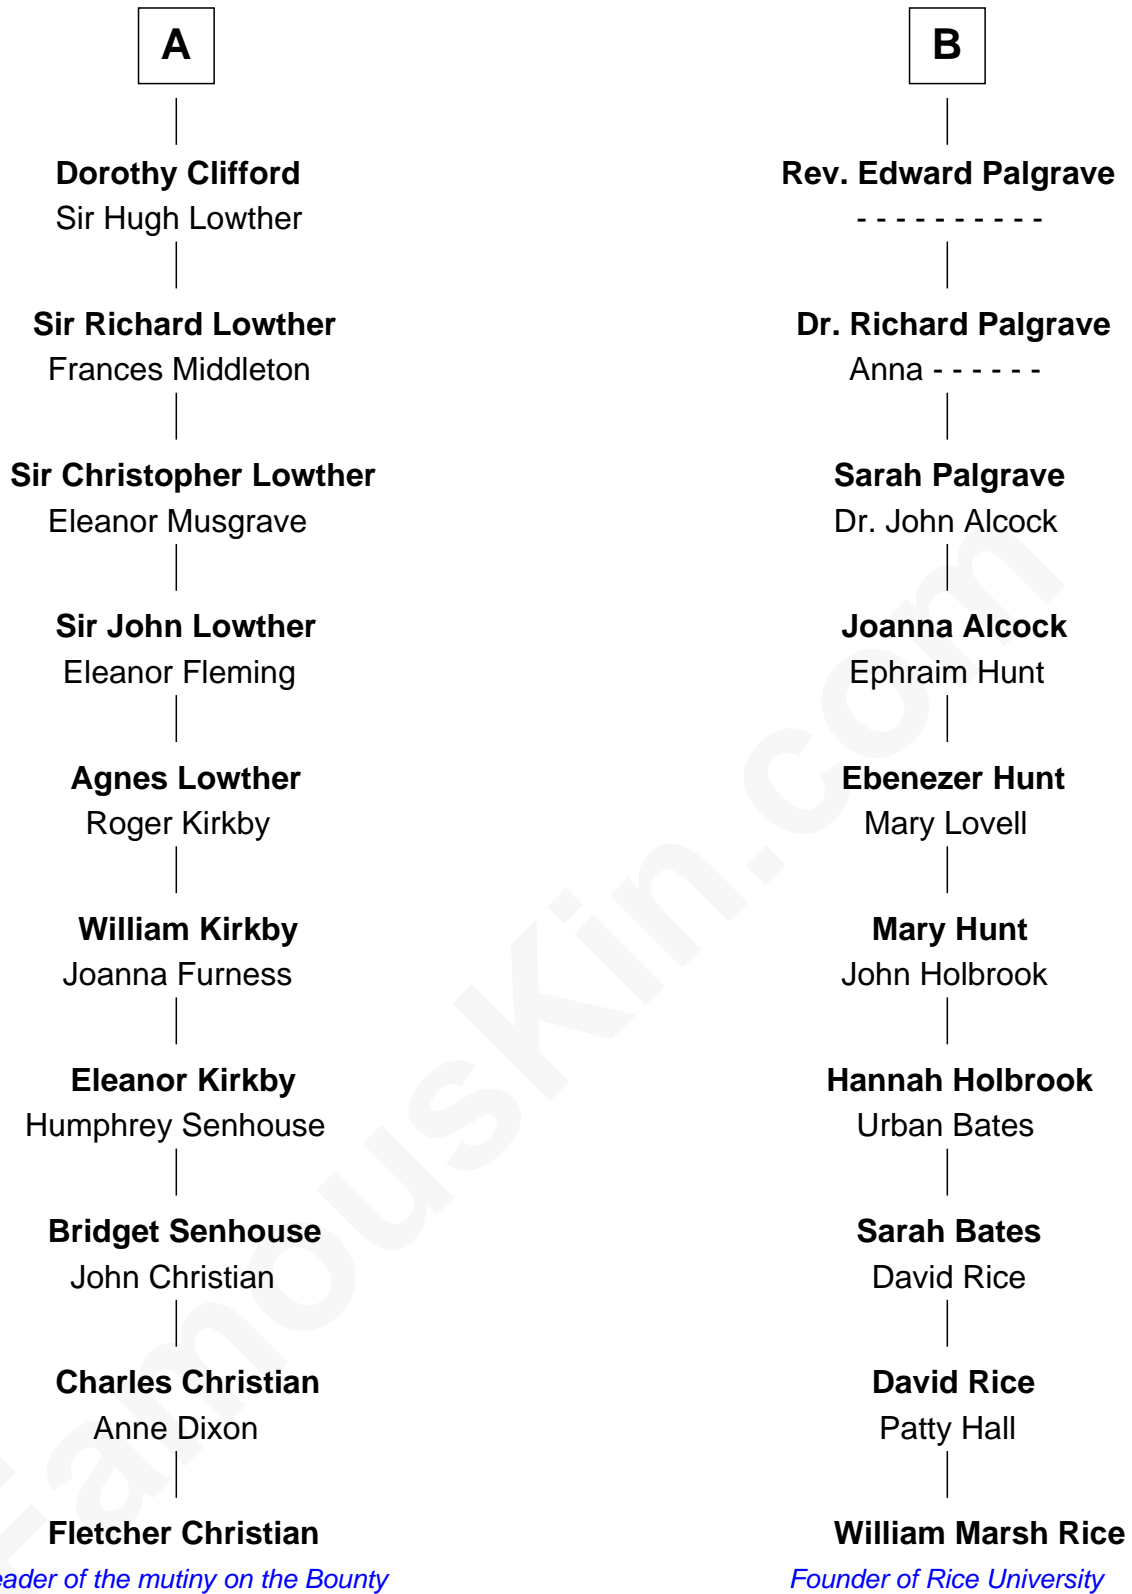 A
Dorothy Clifford
Sir Hugh Lowther
Sir Richard Lowther
Frances Middleton
Sir Christopher Lowther
Eleanor Musgrave
Sir John Lowther
Eleanor Fleming
Agnes Lowther
Roger Kirkby
William Kirkby
Joanna Furness
Eleanor Kirkby
Humphrey Senhouse
Bridget Senhouse
John Christian
Charles Christian
Anne Dixon
Fletcher Christian
eader of the mutiny on the Bounty
B
Rev. Edward Palgrave
- - - - - - - - - -
Dr. Richard Palgrave
Anna - - - - - -
Sarah Palgrave
Dr. John Alcock
Joanna Alcock
Ephraim Hunt
Ebenezer Hunt
Mary Lovell
Mary Hunt
John Holbrook
Hannah Holbrook
Urban Bates
Sarah Bates
David Rice
David Rice
Patty Hall
William Marsh Rice
Founder of Rice University
FamousKin.com